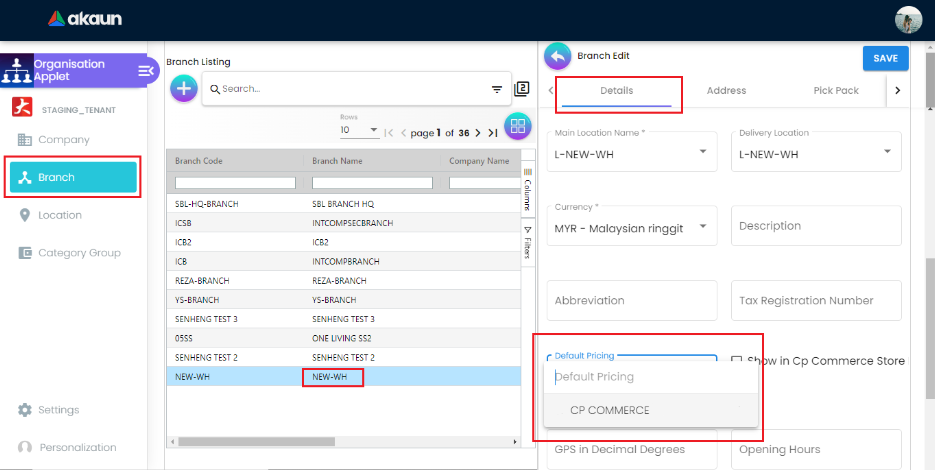 akaun
Organisation
Applet
STAGING_TENANT
Company
Branch
Location
Category Group
Settings
Personalization
Branch Listing
Search...
2
Rows
10
page 1 of 36
Branch Code Branch Name Company Name
SBL-HQ-BRANCH SBL BRANCH HQ
ICSB INTCOMPSECBRANCH
ICB2 ICB2
ICB INTCOMPBRANCH
REZA-BRANCH REZA-BRANCH
YS-BRANCH YS-BRANCH
SENHENG TEST 3 SENHENG TEST 3
05SS ONE LIVING SS2
SENHENG TEST 2 SENHENG TEST 2
NEW-WH NEW-WH
Columns
Filters
Branch Edit
SAVE
Details Address Pick Pack
Main Location Name * Delivery Location
L-NEW-WH L-NEW-WH
Currency *
MYR - Malaysian ringgit Description
Abbreviation Tax Registration Number
Default Pricing
Show in Cp Commerce Store
Default Pricing
CP COMMERCE
GPS in Decimal Degrees Opening Hours